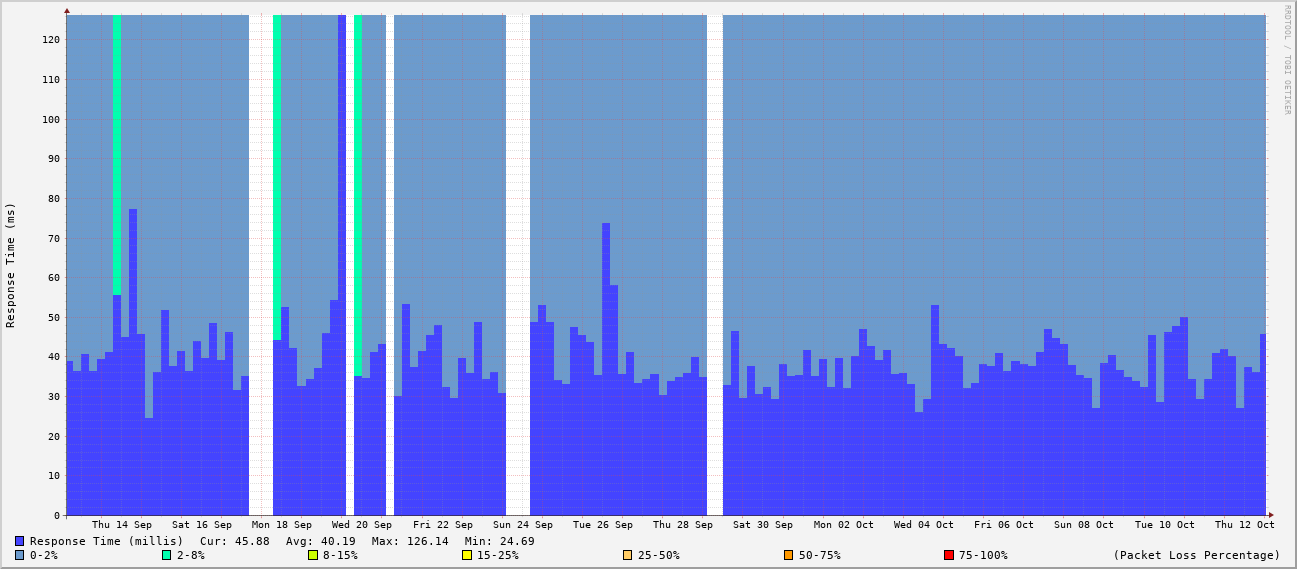 RRDTOOL / TOBI OETIKER
Response Time (ms)
120
110
100
90
80
70
60
50
40
30
20
10
0
Thu 14 Sep Sat 16 Sep Mon 18 Sep Wed 20 Sep Fri 22 Sep Sun 24 Sep Tue 26 Sep Thu 28 Sep Sat 30 Sep Mon 02 Oct Wed 04 Oct Fri 06 Oct Sun 08 Oct Tue 10 Oct Thu 12 Oct
Response Time (millis) Cur: 45.88 Avg: 40.19 Max: 126.14 Min: 24.69
0-2% 2-8% 8-15% 15-25% 25-50% 50-75% 75-100% (Packet Loss Percentage)